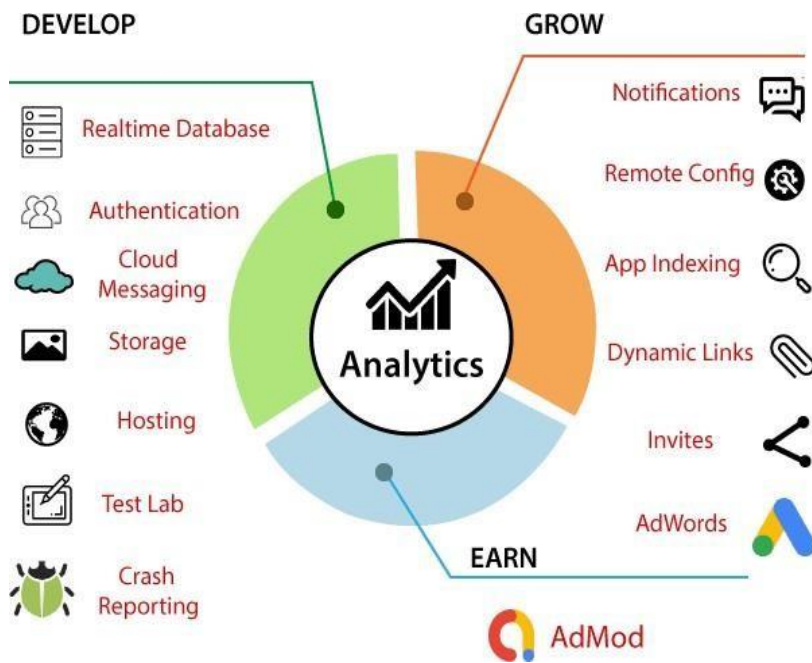 DEVELOP
Realtime Database
Authentication
Cloud
Messaging
Storage
Hosting
Test Lab
Crash
Reporting
GROW
Notifications
Remote Config
App Indexing
Dynamic Links
Invites
AdWords
Analytics
EARN
AdMod